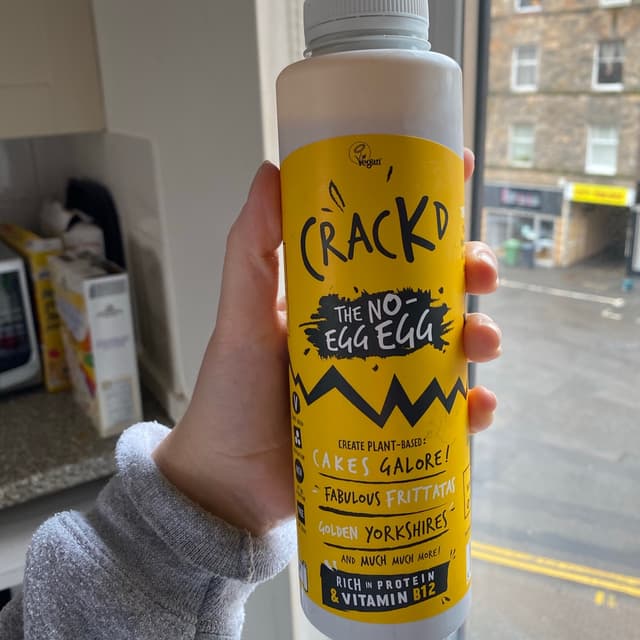 Vegan
CRACKD
THE NO-
EGG EGG
CREATE PLANT-BASED:
CAKES GALORE!
FABULOUS FRITTATAS
GOLDEN YORKSHIRES
AND MUCH MUCH MORE!
RICH IN PROTEIN
& VITAMIN B12